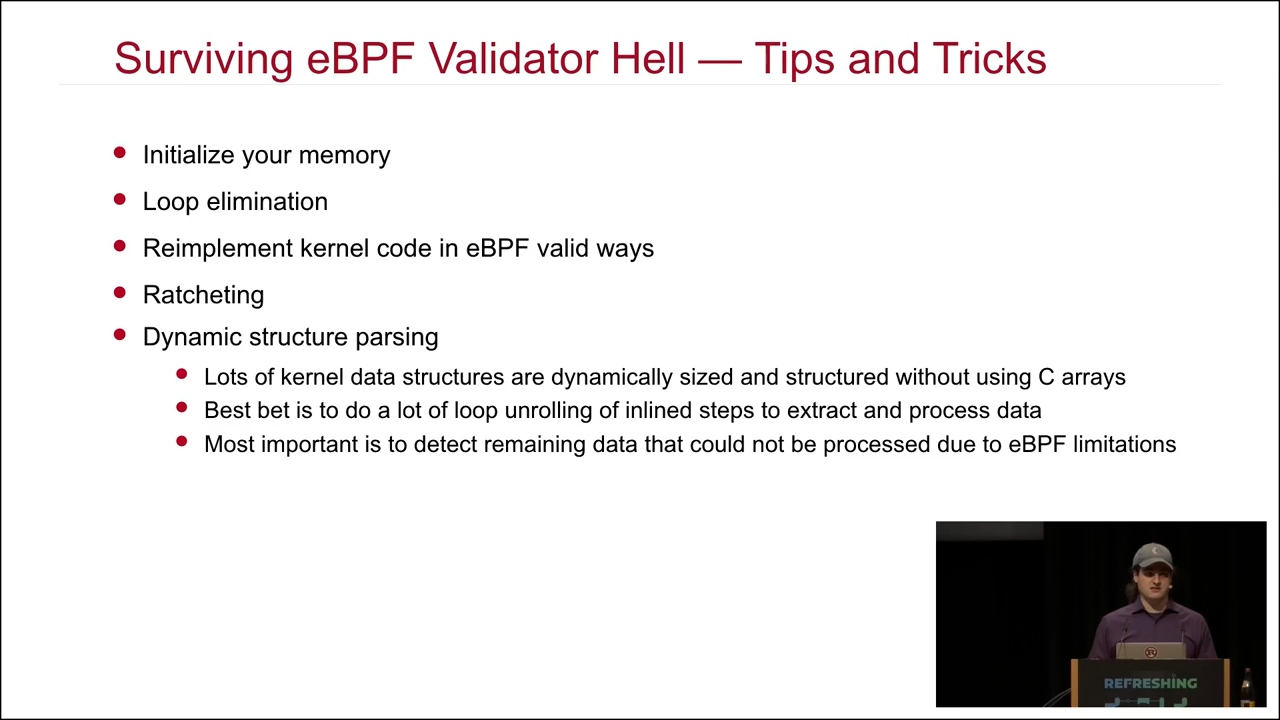 Surviving eBPF Validator Hell — Tips and Tricks
Initialize your memory
Loop elimination
Reimplement kernel code in eBPF valid ways
Ratcheting
Dynamic structure parsing
Lots of kernel data structures are dynamically sized and structured without using C arrays
Best bet is to do a lot of loop unrolling of inlined steps to extract and process data
Most important is to detect remaining data that could not be processed due to eBPF limitations
REFRESHING